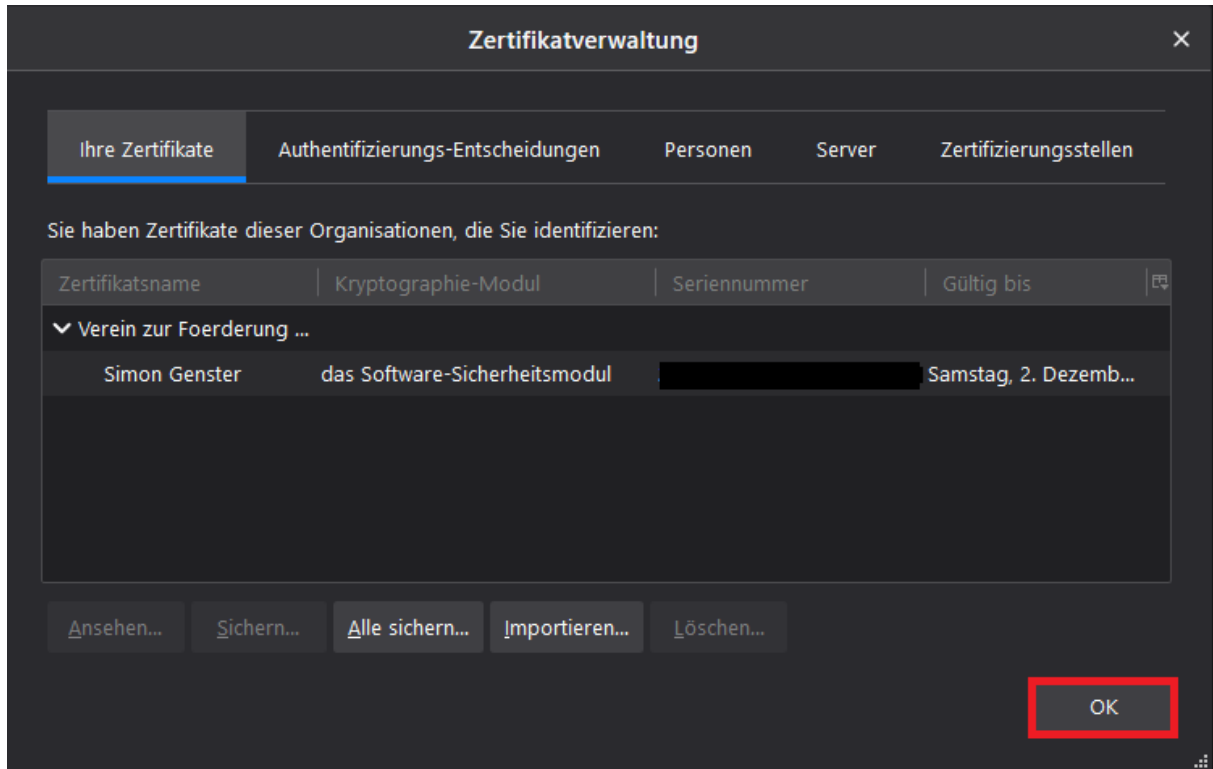 Zertifikatverwaltung
Ihre Zertifikate Authentifizierungs-Entscheidungen Personen Server Zertifizierungsstellen
Sie haben Zertifikate dieser Organisationen, die Sie identifizieren:
Zertifikatsname Kryptographie-Modul Seriennummer Gültig bis
Verein zur Foerderung ...
Simon Genster das Software-Sicherheitsmodul Samstag, 2. Dezemb...
Ansehen... Sichern... Alle sichern... Importieren... Löschen...
OK